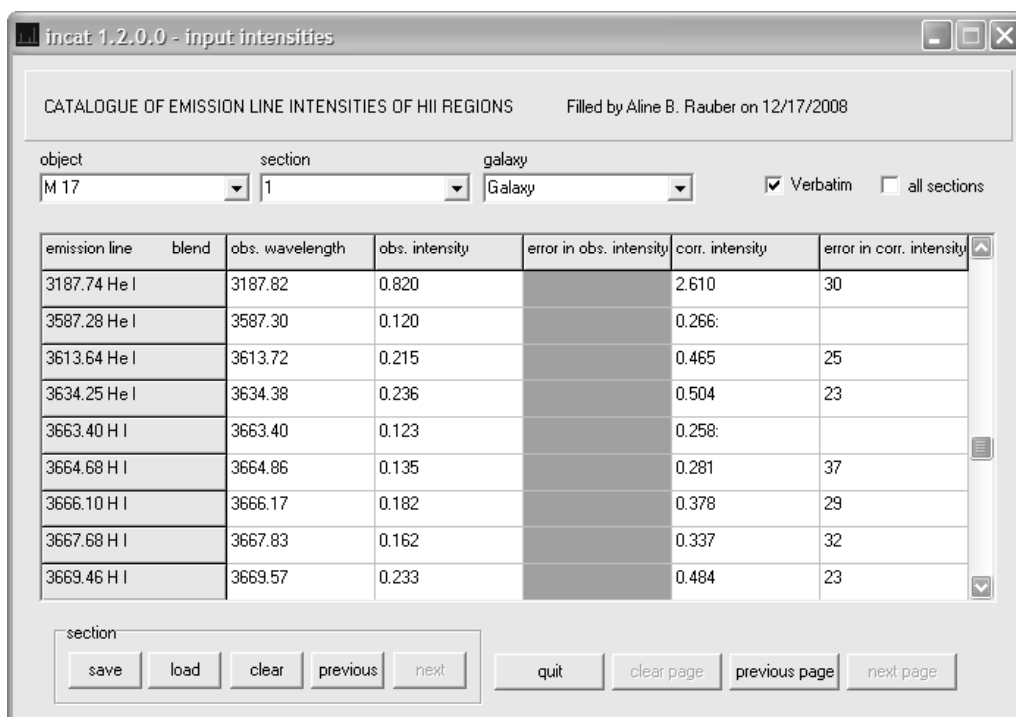 incat 1.2.0.0 - input intensities
CATALOGUE OF EMISSION LINE INTENSITIES OF HII REGIONS Filled by Aline B. Rauber on 12/17/2008
object section galaxy
M 17 1 Galaxy Verbatim all sections
emission line blend obs. wavelength obs. intensity error in obs. intensity corr. intensity error in corr. intensity
3187.74 He I 3187.82 0.820 2.610 30
3587.28 He I 3587.30 0.120 0.266:
3613.64 He I 3613.72 0.215 0.465 25
3634.25 He I 3634.38 0.236 0.504 23
3663.40 H I 3663.40 0.123 0.258:
3664.68 H I 3664.86 0.135 0.281 37
3666.10 H I 3666.17 0.182 0.378 29
3667.68 H I 3667.83 0.162 0.337 32
3669.46 H I 3669.57 0.233 0.484 23
section
save load clear previous next quit clear page previous page next page